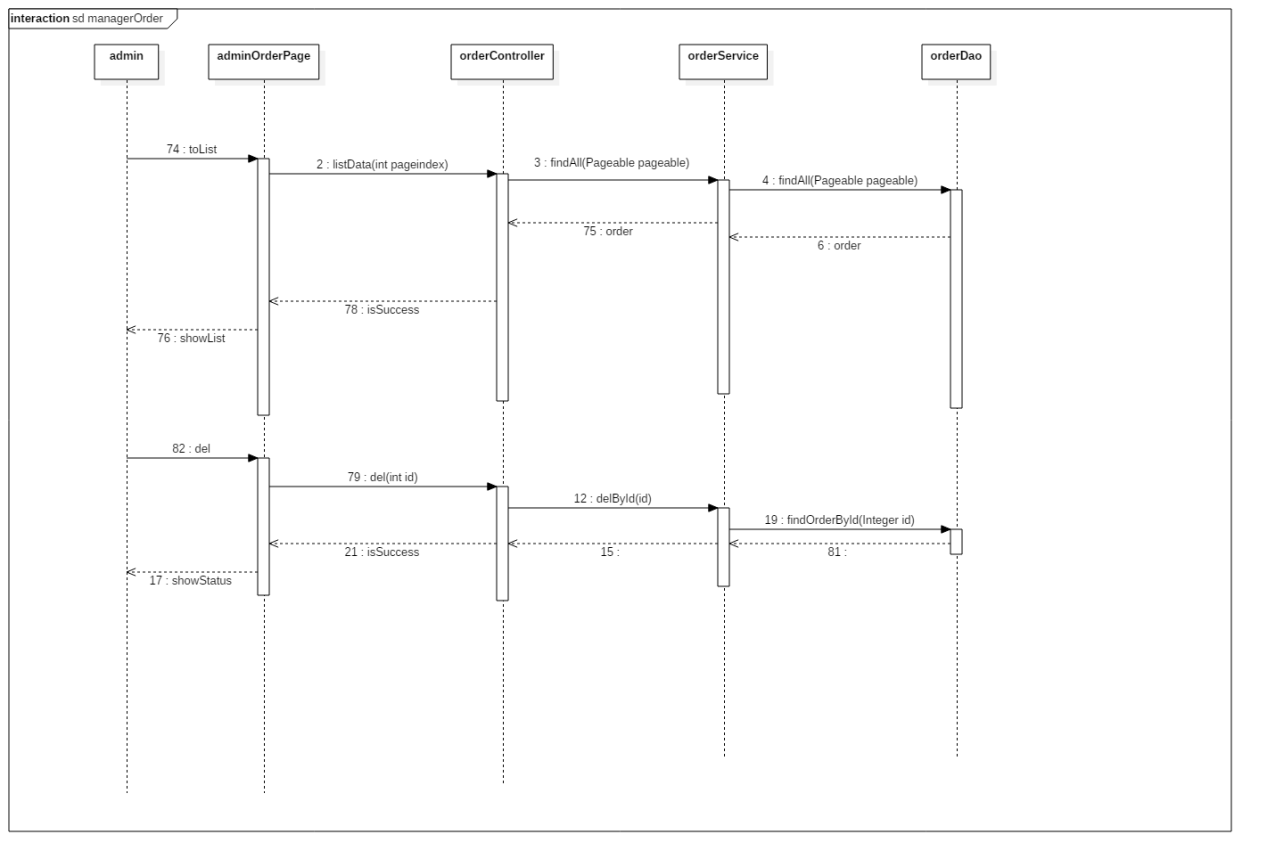 interaction sd managerOrder
admin
adminOrderPage
orderController
orderService
orderDao
74 : toList
2 : listData(int pageindex)
3 : findAll(Pageable pageable)
4 : findAll(Pageable pageable)
75 : order
6 : order
78 : isSuccess
76 : showList
82 : del
79 : del(int id)
12 : delById(id)
19 : findOrderById(Integer id)
21 : isSuccess
15 :
81 :
17 : showStatus